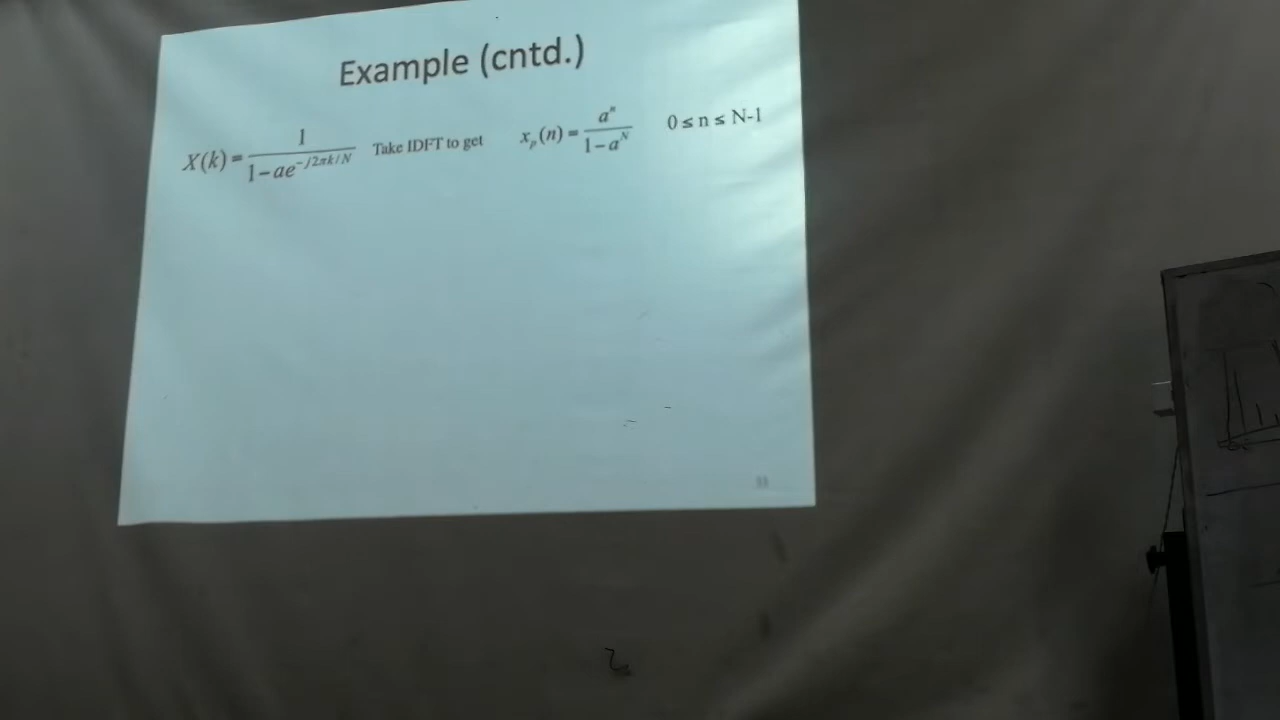 Example (cntd.)
X(k) = 1 / (1 − ae^{−j2πk/N}) Take IDFT to get x_p(n) = a^n / (1 − a^N) 0 ≤ n ≤ N-1